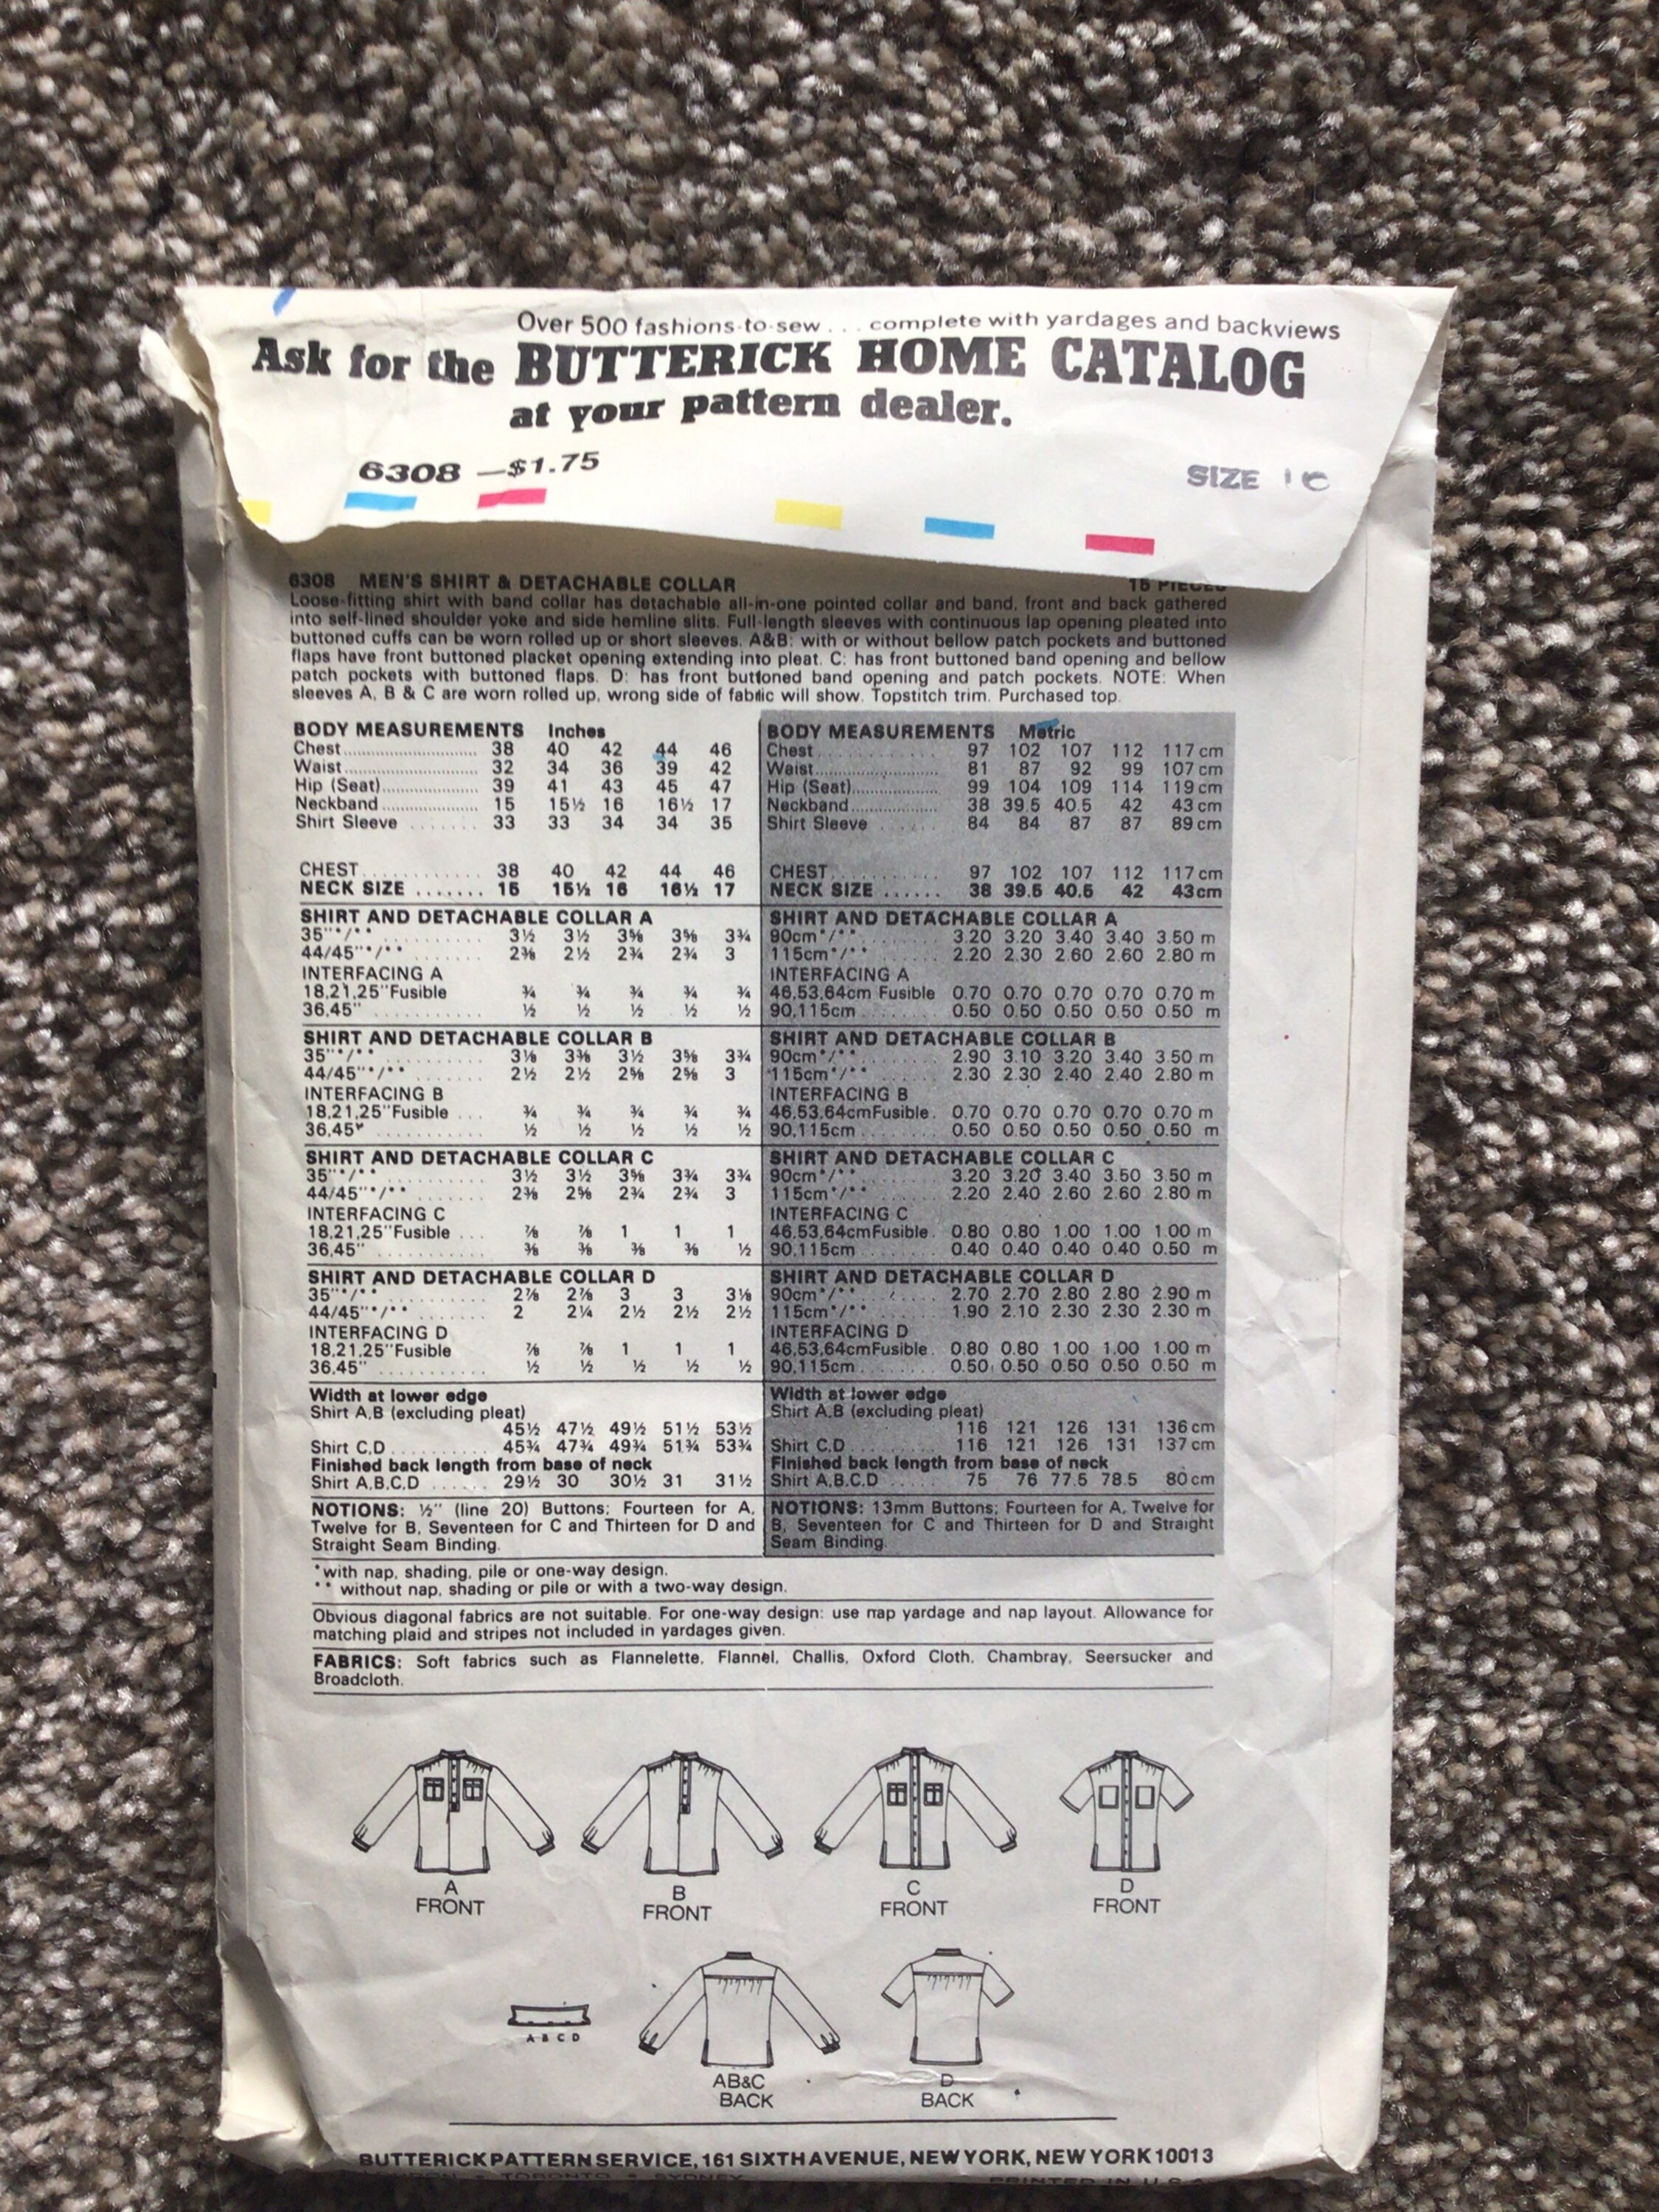 Over 500 fashions-to-sew . . . complete with yardages and backviews
Ask for the BUTTERICK HOME CATALOG
at your pattern dealer.
6308 —$1.75
SIZE
6308 MEN'S SHIRT & DETACHABLE COLLAR 15 PIECES
Loose-fitting shirt with band collar has detachable all-in-one pointed collar and band, front and back gathered
into self-lined shoulder yoke and side hemline slits. Full-length sleeves with continuous lap opening pleated into
buttoned cuffs can be worn rolled up or short sleeves. A&B: with or without bellow patch pockets and buttoned
flaps have front buttoned placket opening extending into pleat. C: has front buttoned band opening and bellow
patch pockets with buttoned flaps. D: has front buttoned band opening and patch pockets. NOTE: When
sleeves A, B & C are worn rolled up, wrong side of fabric will show. Topstitch trim. Purchased top.
BODY MEASUREMENTS Inches
Chest 38 40 42 44 46
Waist 32 34 36 39 42
Hip (Seat) 39 41 43 45 47
Neckband 15 15½ 16 16½ 17
Shirt Sleeve 33 33 34 34 35
CHEST 38 40 42 44 46
NECK SIZE 15 15½ 16 16½ 17
SHIRT AND DETACHABLE COLLAR A
35"*/** 3½ 3½ 3⅝ 3⅝ 3¾
44/45"*/** 2⅜ 2½ 2¾ 2¾ 3
INTERFACING A
18,21,25"Fusible ¾ ¾ ¾ ¾ ¾
36,45" ½ ½ ½ ½ ½
SHIRT AND DETACHABLE COLLAR B
35"*/** 3⅛ 3⅜ 3½ 3⅝ 3¾
44/45"*/** 2½ 2½ 2⅝ 2⅝ 3
INTERFACING B
18,21,25"Fusible ¾ ¾ ¾ ¾ ¾
36,45" ½ ½ ½ ½ ½
SHIRT AND DETACHABLE COLLAR C
35"*/** 3½ 3½ 3⅝ 3¾ 3¾
44/45"*/** 2⅜ 2⅝ 2¾ 2¾ 3
INTERFACING C
18,21,25"Fusible ⅞ ⅞ 1 1 1
36,45" ⅜ ⅜ ⅜ ⅜ ½
SHIRT AND DETACHABLE COLLAR D
35"*/** 2⅞ 2⅞ 3 3 3⅛
44/45"*/** 2 2¼ 2½ 2½ 2½
INTERFACING D
18,21,25"Fusible ⅞ ⅞ 1 1 1
36,45" ½ ½ ½ ½ ½
Width at lower edge
Shirt A,B (excluding pleat)
45½ 47½ 49½ 51½ 53½
Shirt C,D 45¾ 47¾ 49¾ 51¾ 53¾
Finished back length from base of neck
Shirt A,B,C,D 29½ 30 30½ 31 31½
NOTIONS: ½" (line 20) Buttons; Fourteen for A,
Twelve for B, Seventeen for C and Thirteen for D and
Straight Seam Binding.
BODY MEASUREMENTS Metric
Chest 97 102 107 112 117 cm
Waist 81 87 92 99 107 cm
Hip (Seat) 99 104 109 114 119 cm
Neckband 38 39.5 40.5 42 43 cm
Shirt Sleeve 84 84 87 87 89 cm
CHEST 97 102 107 112 117 cm
NECK SIZE 38 39.5 40.5 42 43cm
SHIRT AND DETACHABLE COLLAR A
90cm*/** 3.20 3.20 3.40 3.40 3.50 m
115cm*/** 2.20 2.30 2.60 2.60 2.80 m
INTERFACING A
46,53,64cm Fusible 0.70 0.70 0.70 0.70 0.70 m
90,115cm 0.50 0.50 0.50 0.50 0.50 m
SHIRT AND DETACHABLE COLLAR B
90cm*/** 2.90 3.10 3.20 3.40 3.50 m
115cm*/** 2.30 2.30 2.40 2.40 2.80 m
INTERFACING B
46,53,64cmFusible 0.70 0.70 0.70 0.70 0.70 m
90,115cm 0.50 0.50 0.50 0.50 0.50 m
SHIRT AND DETACHABLE COLLAR C
90cm*/** 3.20 3.20 3.40 3.50 3.50 m
115cm*/** 2.20 2.40 2.60 2.60 2.80 m
INTERFACING C
46,53,64cmFusible 0.80 0.80 1.00 1.00 1.00 m
90,115cm 0.40 0.40 0.40 0.40 0.50 m
SHIRT AND DETACHABLE COLLAR D
90cm*/** 2.70 2.70 2.80 2.80 2.90 m
115cm*/** 1.90 2.10 2.30 2.30 2.30 m
INTERFACING D
46,53,64cmFusible 0.80 0.80 1.00 1.00 1.00 m
90,115cm 0.50 0.50 0.50 0.50 0.50 m
Width at lower edge
Shirt A,B (excluding pleat)
116 121 126 131 136 cm
Shirt C,D 116 121 126 131 137 cm
Finished back length from base of neck
Shirt A,B,C,D 75 76 77.5 78.5 80 cm
NOTIONS: 13mm Buttons; Fourteen for A, Twelve for
B, Seventeen for C and Thirteen for D and Straight
Seam Binding.
*with nap, shading, pile or one-way design.
** without nap, shading or pile or with a two-way design.
Obvious diagonal fabrics are not suitable. For one-way design: use nap yardage and nap layout. Allowance for
matching plaid and stripes not included in yardages given.
FABRICS: Soft fabrics such as Flannelette, Flannel, Challis, Oxford Cloth, Chambray, Seersucker and
Broadcloth.
A
FRONT
B
FRONT
C
FRONT
D
FRONT
A B C D
AB&C
BACK
D
BACK
BUTTERICK PATTERN SERVICE, 161 SIXTH AVENUE, NEW YORK, NEW YORK 10013
LONDON • TORONTO • SYDNEY PRINTED IN U.S.A.